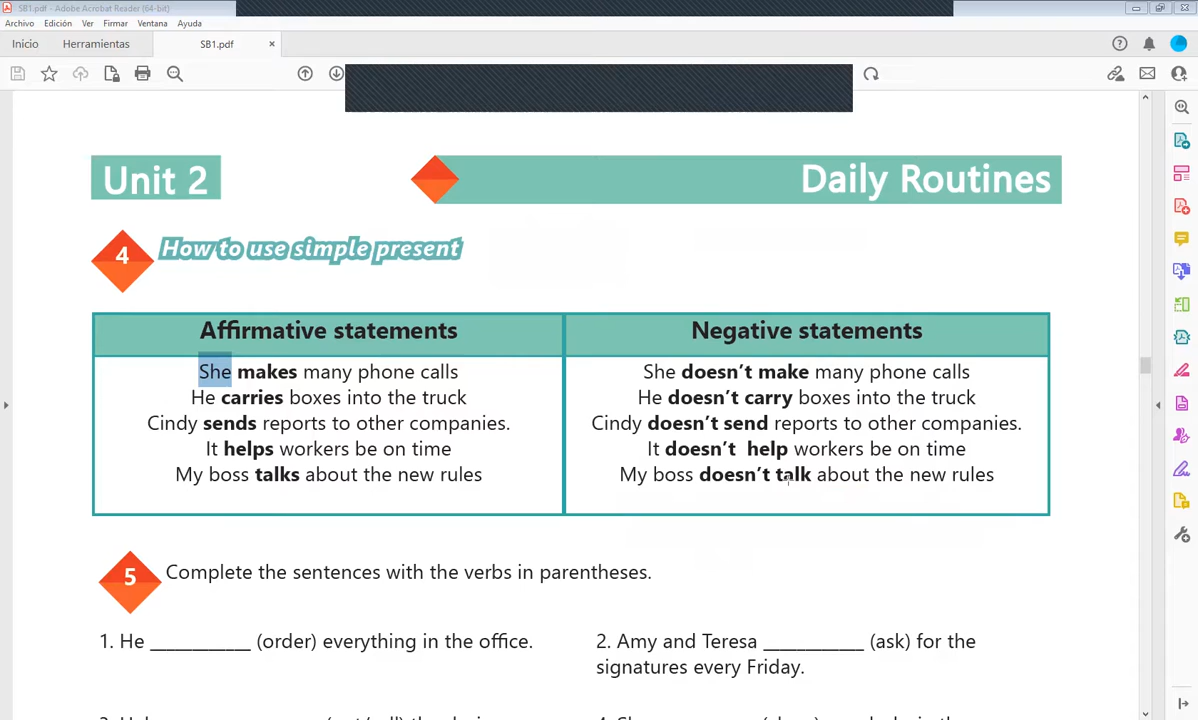 SB1.pdf - Adobe Acrobat Reader (64-bit)
Archivo Edición Ver Firmar Ventana Ayuda
Inicio Herramientas SB1.pdf ×
Unit 2
Daily Routines
4 How to use simple present
Affirmative statements
She makes many phone calls
He carries boxes into the truck
Cindy sends reports to other companies.
It helps workers be on time
My boss talks about the new rules
Negative statements
She doesn't make many phone calls
He doesn't carry boxes into the truck
Cindy doesn't send reports to other companies.
It doesn't help workers be on time
My boss doesn't talk about the new rules
5 Complete the sentences with the verbs in parentheses.
1. He __________ (order) everything in the office.
2. Amy and Teresa __________ (ask) for the
signatures every Friday.